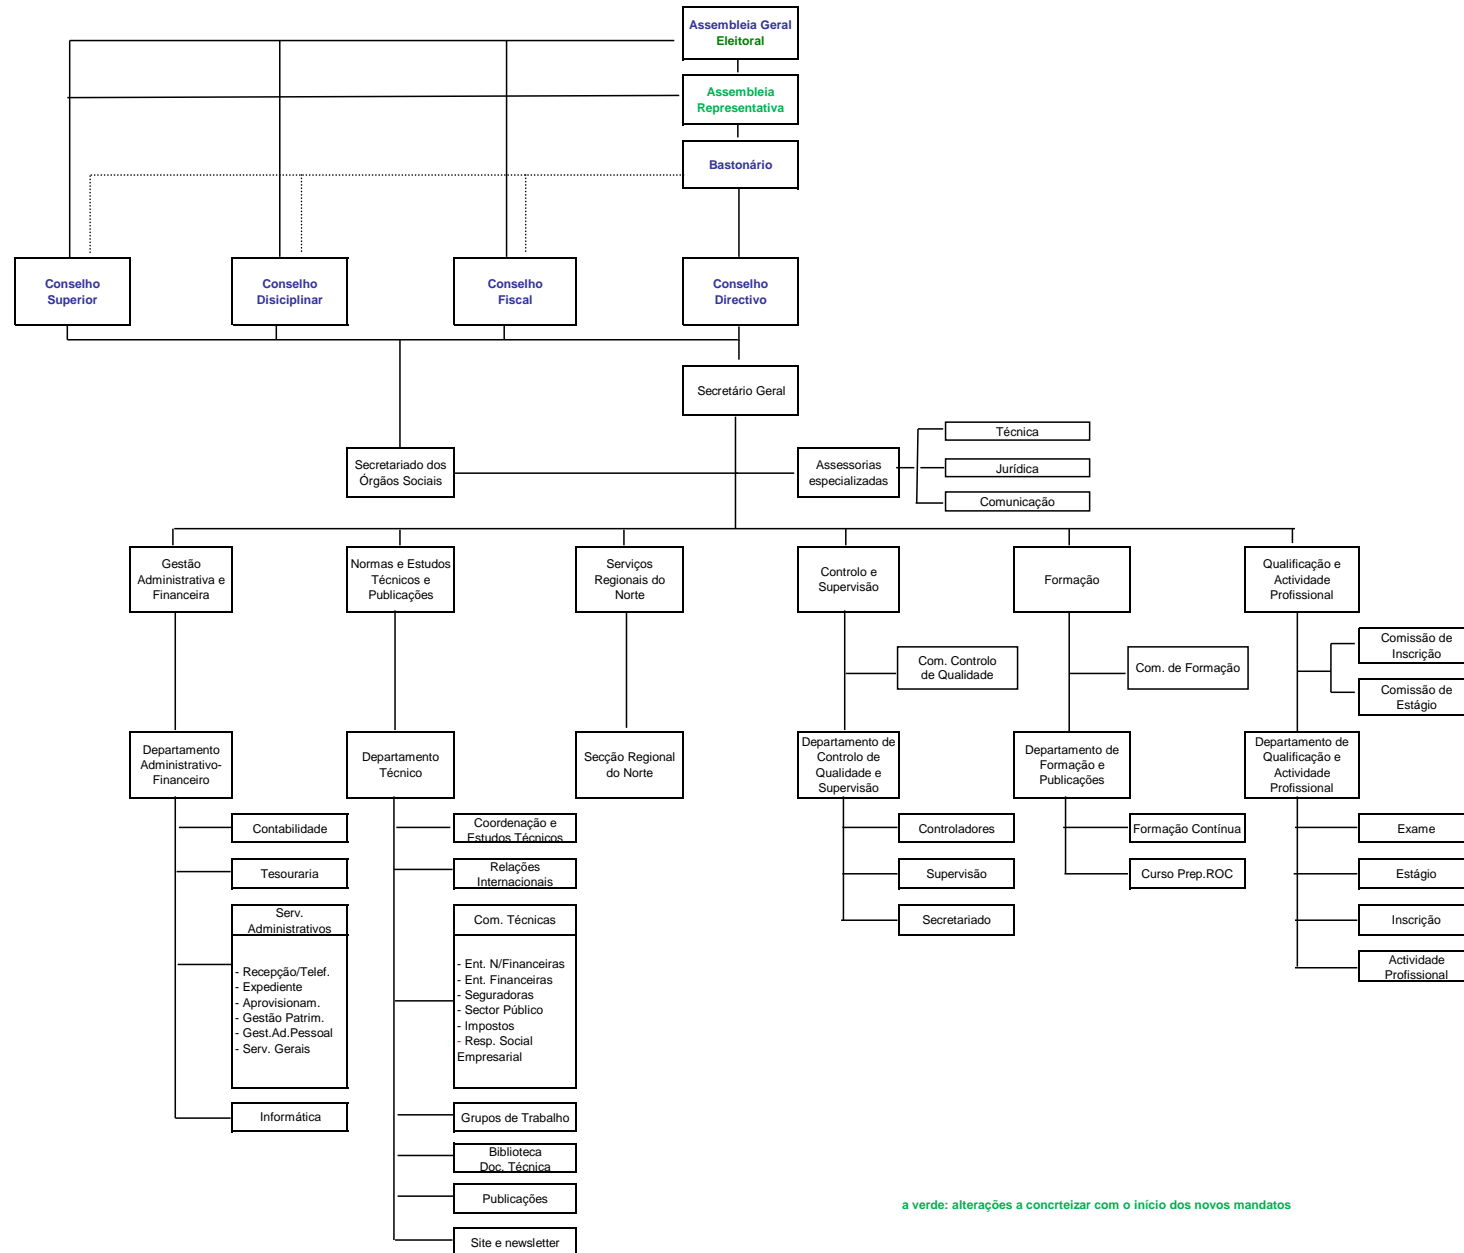 Assembleia Geral
Eleitoral
Assembleia
Representativa
Bastonário
Conselho
Superior
Conselho
Disiciplinar
Conselho
Fiscal
Conselho
Directivo
Secretário Geral
Secretariado dos
Órgãos Sociais
Assessorias
especializadas
Técnica
Jurídica
Comunicação
Gestão
Administrativa e
Financeira
Normas e Estudos
Técnicos e
Publicações
Serviços
Regionais do
Norte
Controlo e
Supervisão
Formação
Qualificação e
Actividade
Profissional
Com. Controlo
de Qualidade
Com. de Formação
Comissão de
Inscrição
Comissão de
Estágio
Departamento
Administrativo-
Financeiro
Departamento
Técnico
Secção Regional
do Norte
Departamento de
Controlo de
Qualidade e
Supervisão
Departamento de
Formação e
Publicações
Departamento de
Qualificação e
Actividade
Profissional
Contabilidade
Tesouraria
Serv.
Administrativos
- Recepção/Telef.
- Expediente
- Aprovisionam.
- Gestão Patrim.
- Gest.Ad.Pessoal
- Serv. Gerais
Informática
Coordenação e
Estudos Técnicos
Relações
Internacionais
Com. Técnicas
- Ent. N/Financeiras
- Ent. Financeiras
- Seguradoras
- Sector Público
- Impostos
- Resp. Social
Empresarial
Grupos de Trabalho
Biblioteca
Doc. Técnica
Publicações
Site e newsletter
Controladores
Supervisão
Secretariado
Formação Contínua
Curso Prep.ROC
Exame
Estágio
Inscrição
Actividade
Profissional
a verde: alterações a concrteizar com o início dos novos mandatos